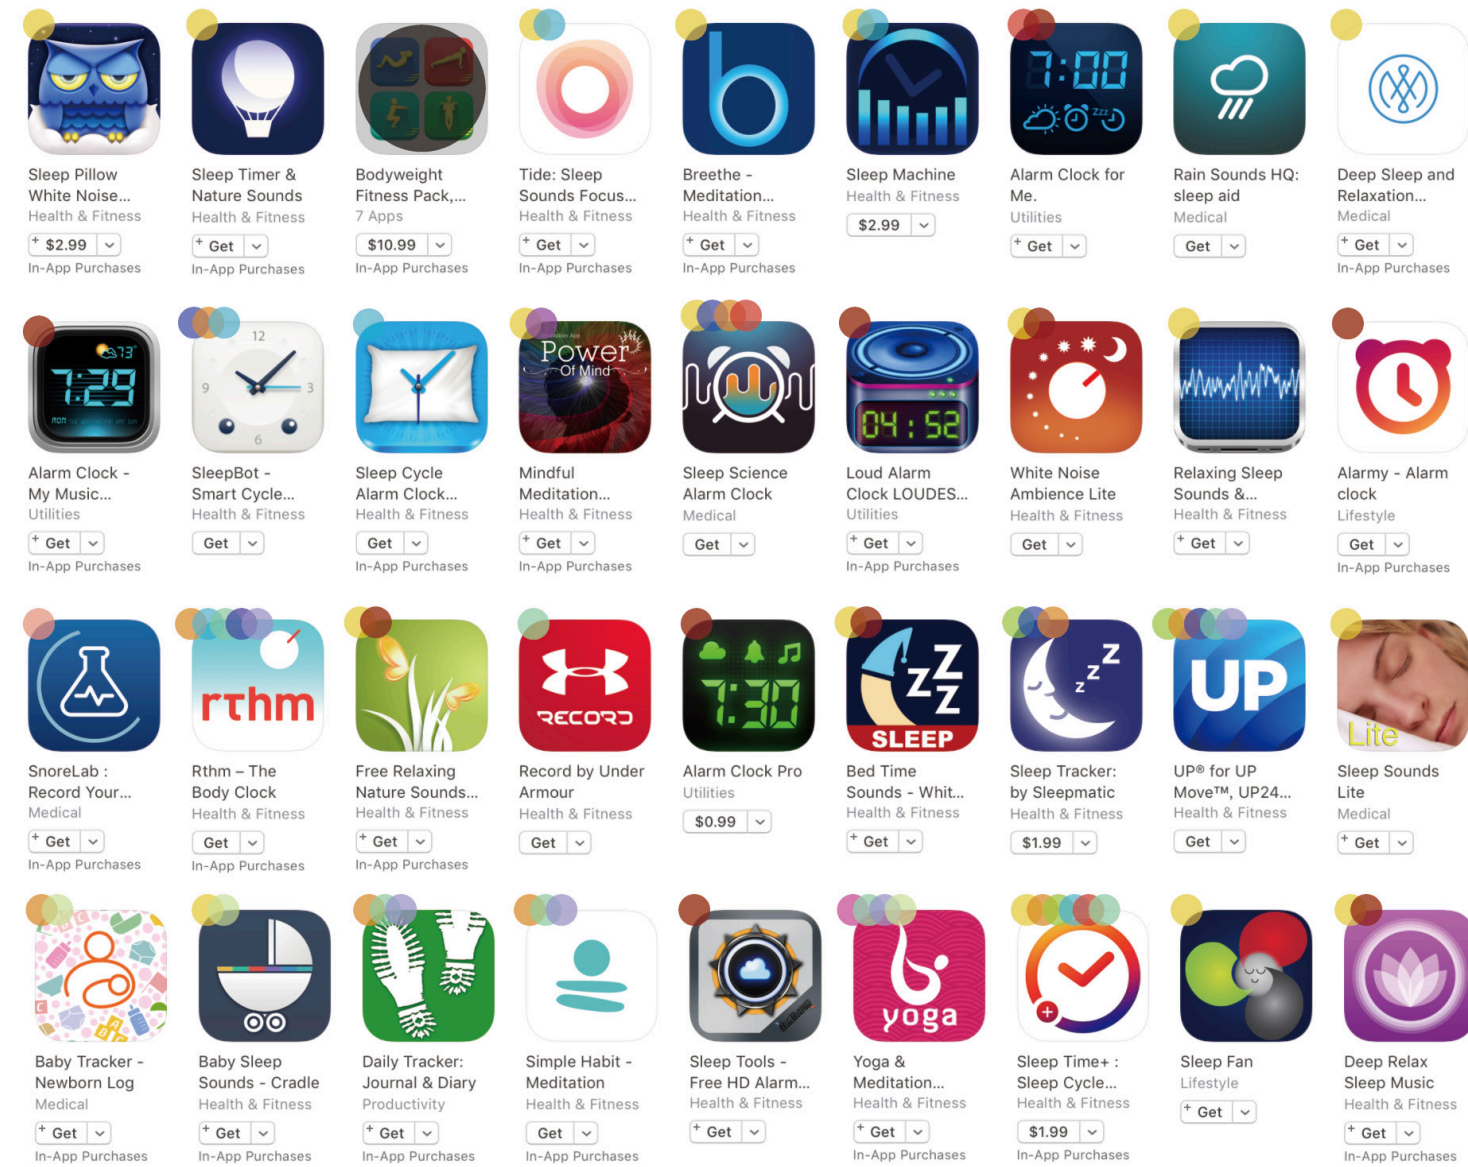 Sleep Pillow
White Noise...
Health & Fitness
+ $2.99
In-App Purchases
Sleep Timer &
Nature Sounds
Health & Fitness
+ Get
In-App Purchases
Bodyweight
Fitness Pack,...
7 Apps
$10.99
In-App Purchases
Tide: Sleep
Sounds Focus...
Health & Fitness
+ Get
In-App Purchases
b
Breathe -
Meditation...
Health & Fitness
+ Get
In-App Purchases
Sleep Machine
Health & Fitness
$2.99
7:00
zzz
Alarm Clock for
Me.
Utilities
+ Get
Rain Sounds HQ:
sleep aid
Medical
Get
Deep Sleep and
Relaxation...
Medical
+ Get
In-App Purchases
73°
7:29
MON TUE WED THU FRI SAT SUN
Alarm Clock -
My Music...
Utilities
+ Get
In-App Purchases
12
9 3
6
SleepBot -
Smart Cycle...
Health & Fitness
Get
Sleep Cycle
Alarm Clock...
Health & Fitness
Get
In-App Purchases
Power
Of Mind
Mindful
Meditation...
Health & Fitness
+ Get
In-App Purchases
Sleep Science
Alarm Clock
Medical
Get
04:52
Loud Alarm
Clock LOUDES...
Utilities
+ Get
In-App Purchases
White Noise
Ambience Lite
Health & Fitness
Get
Relaxing Sleep
Sounds &...
Health & Fitness
+ Get
Alarmy - Alarm
clock
Lifestyle
Get
In-App Purchases
SnoreLab :
Record Your...
Medical
+ Get
In-App Purchases
rthm
Rthm – The
Body Clock
Health & Fitness
Get
In-App Purchases
Free Relaxing
Nature Sounds...
Health & Fitness
+ Get
In-App Purchases
RECORD
Record by Under
Armour
Health & Fitness
Get
7:30
Alarm Clock Pro
Utilities
$0.99
ZZZ
SLEEP
Bed Time
Sounds - Whit...
Health & Fitness
+ Get
z z Z
Sleep Tracker:
by Sleepmatic
Health & Fitness
$1.99
UP
UP® for UP
Move™, UP24...
Health & Fitness
Get
Lite
Sleep Sounds
Lite
Medical
+ Get
Baby Tracker -
Newborn Log
Medical
+ Get
In-App Purchases
Baby Sleep
Sounds - Cradle
Health & Fitness
+ Get
In-App Purchases
Daily Tracker:
Journal & Diary
Productivity
+ Get
In-App Purchases
Simple Habit -
Meditation
Health & Fitness
Get
In-App Purchases
Sleep Tools -
Free HD Alarm...
Health & Fitness
+ Get
yoga
Yoga &
Meditation...
Health & Fitness
+ Get
In-App Purchases
Sleep Time+ :
Sleep Cycle...
Health & Fitness
$1.99
In-App Purchases
Sleep Fan
Lifestyle
+ Get
Deep Relax
Sleep Music
Health & Fitness
+ Get
In-App Purchases